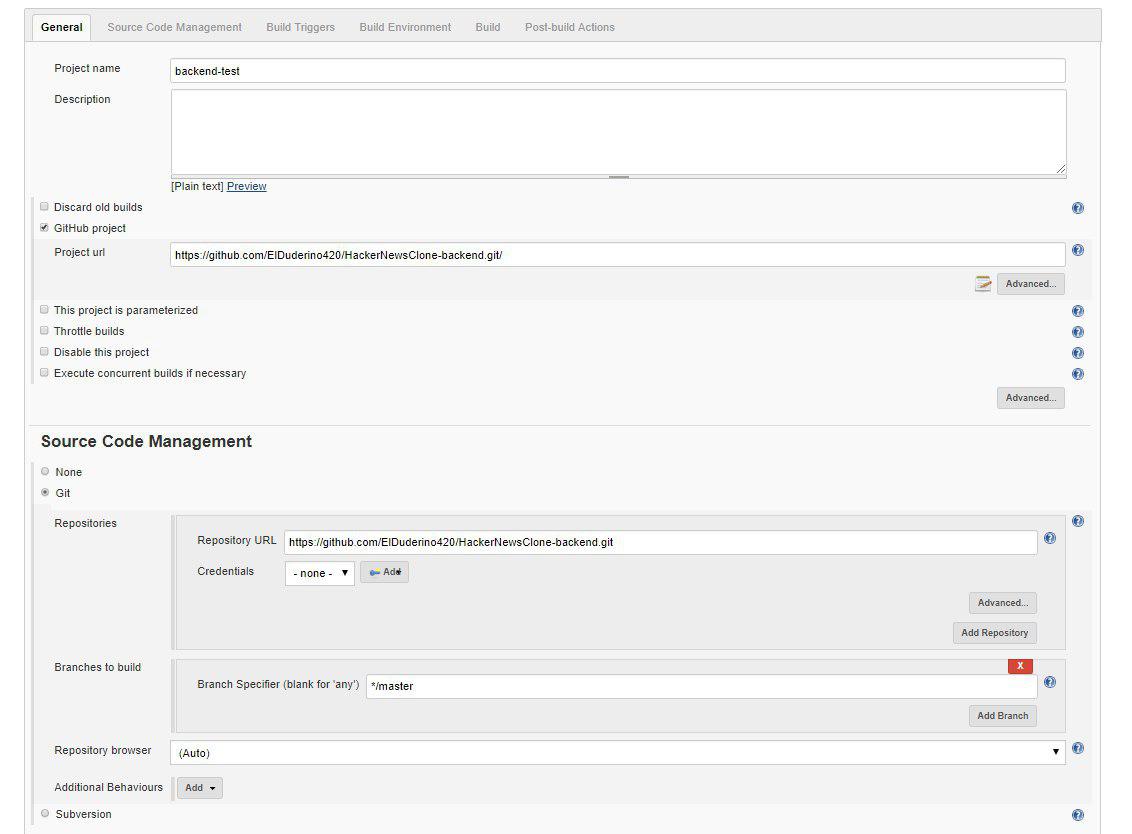 General Source Code Management Build Triggers Build Environment Build Post-build Actions
Project name backend-test
Description
[Plain text] Preview
Discard old builds
GitHub project
Project url https://github.com/ElDuderino420/HackerNewsClone-backend.git/
Advanced...
This project is parameterized
Throttle builds
Disable this project
Execute concurrent builds if necessary
Advanced...
Source Code Management
None
Git
Repositories
Repository URL https://github.com/ElDuderino420/HackerNewsClone-backend.git
Credentials - none - Add
Advanced...
Add Repository
Branches to build
X
Branch Specifier (blank for 'any') */master
Add Branch
Repository browser (Auto)
Additional Behaviours Add
Subversion